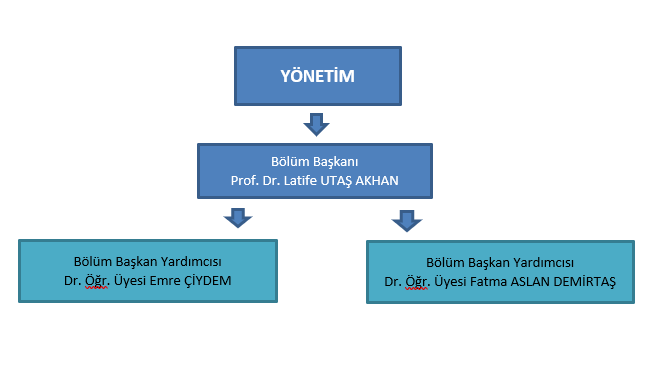 YÖNETİM
Bölüm Başkanı
Prof. Dr. Latife UTAŞ AKHAN
Bölüm Başkan Yardımcısı
Dr. Öğr. Üyesi Emre ÇİYDEM
Bölüm Başkan Yardımcısı
Dr. Öğr. Üyesi Fatma ASLAN DEMİRTAŞ